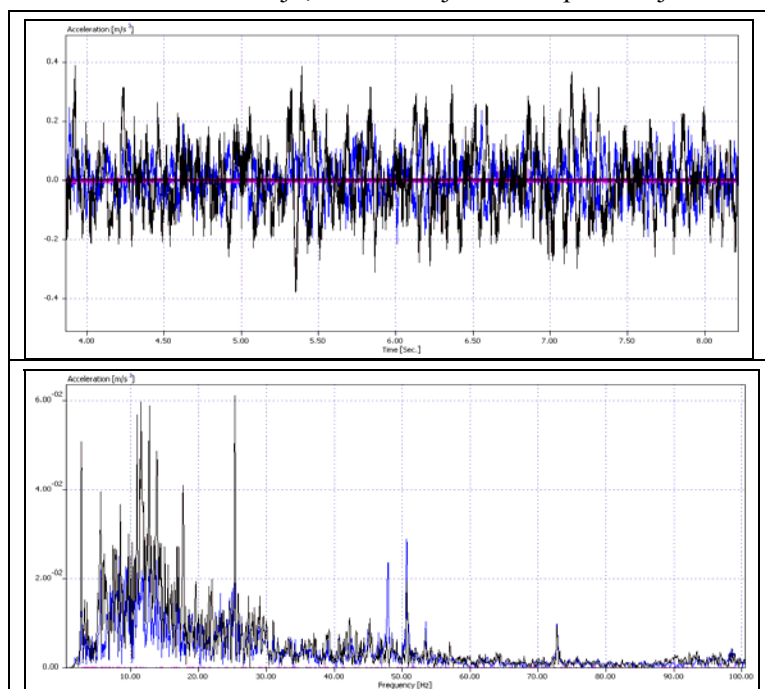 Acceleration [m/s ²]
0.4
0.2
0.0
-0.2
-0.4
4.00 4.50 5.00 5.50 6.00 6.50 7.00 7.50 8.00
Time [Sec.]
Acceleration [m/s ²]
6.00⁻⁰²
4.00⁻⁰²
2.00⁻⁰²
0.00
10.00 20.00 30.00 40.00 50.00 60.00 70.00 80.00 90.00 100.00
Frequency [Hz]